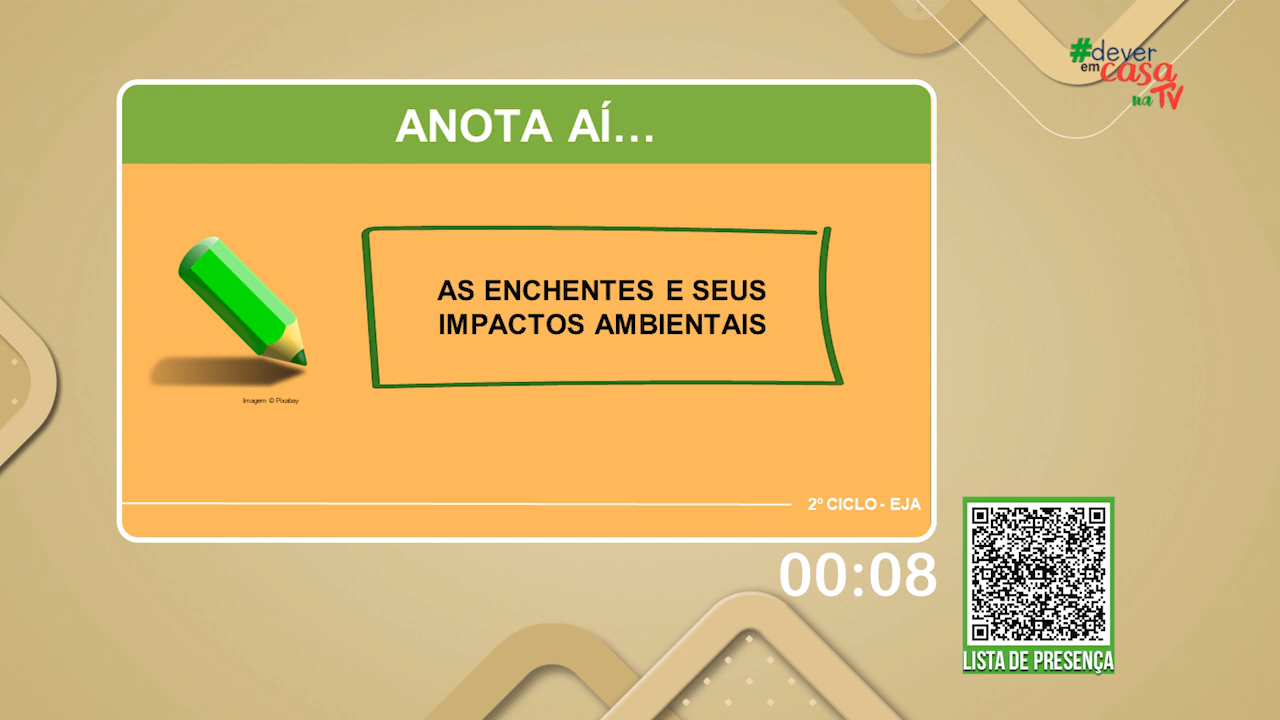 #dever
em casa
na TV
ANOTA AÍ...
AS ENCHENTES E SEUS
IMPACTOS AMBIENTAIS
Imagem © Pixabay
2º CICLO - EJA
00:08
LISTA DE PRESENÇA